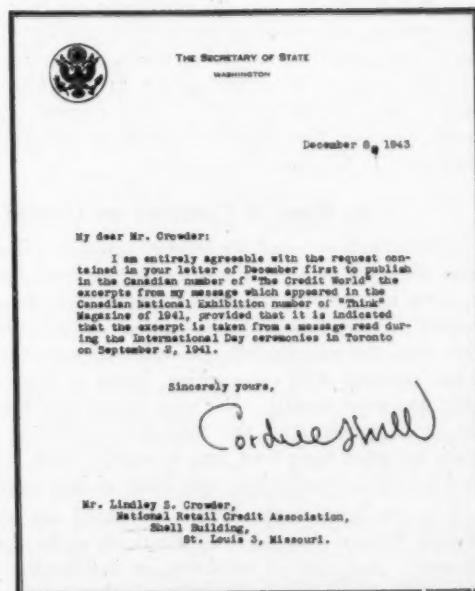 THE SECRETARY OF STATE
WASHINGTON
December 8, 1943
My dear Mr. Crowder:
I am entirely agreeable with the request con-
tained in your letter of December first to publish
in the Canadian number of "The Credit World" the
excerpts from my message which appeared in the
Canadian National Exhibition number of "Think"
Magazine of 1941, provided that it is indicated
that the excerpt is taken from a message read dur-
ing the International Day ceremonies in Toronto
on September 2, 1941.
Sincerely yours,
Cordell Hull
Mr. Lindley S. Crowder,
National Retail Credit Association,
Shell Building,
St. Louis 3, Missouri.